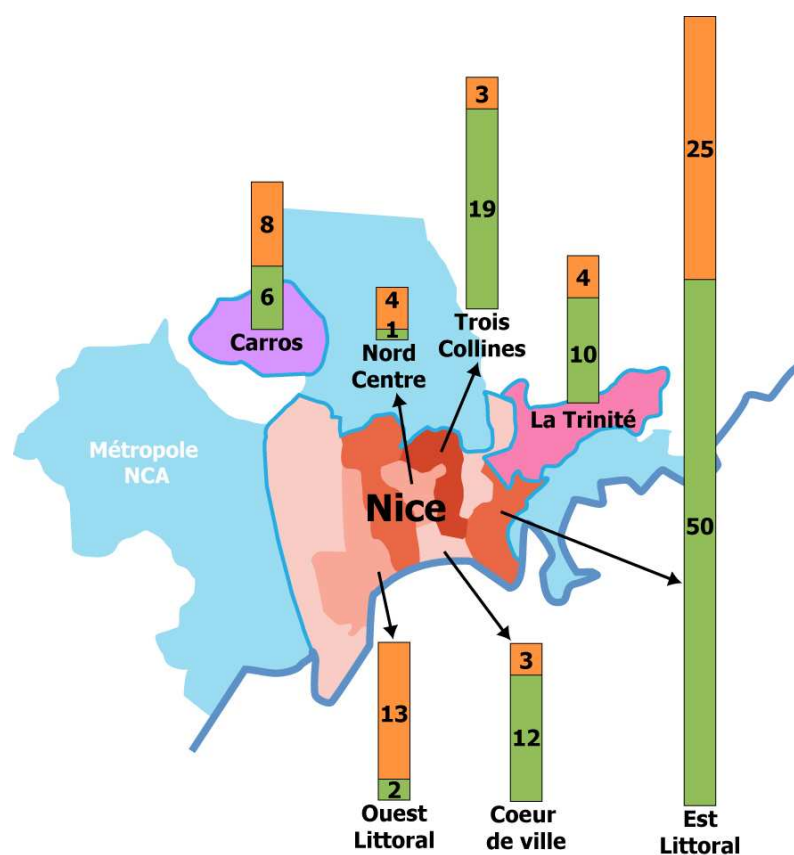 25
3
19
8
6
4
1
4
10
Carros
Nord
Centre
Trois
Collines
La Trinité
Métropole
NCA
Nice
50
13
2
3
12
Ouest
Littoral
Coeur
de ville
Est
Littoral